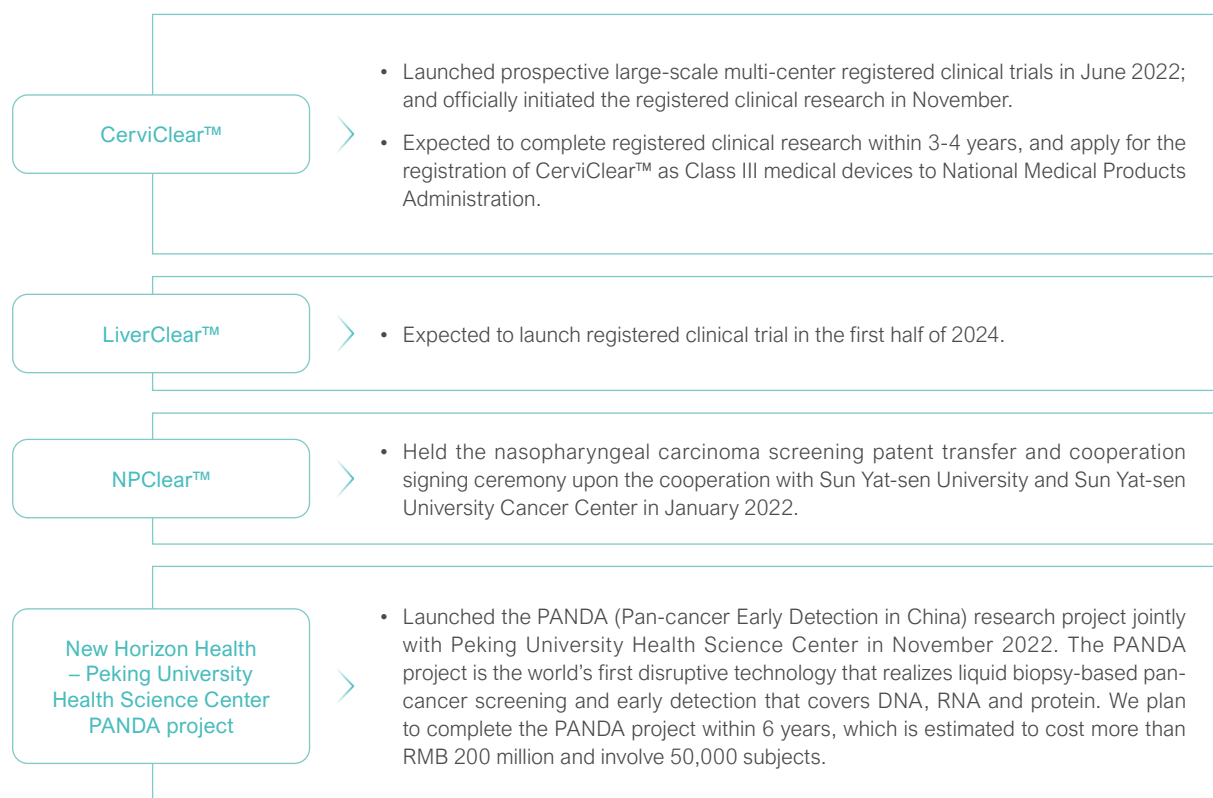 CerviClear™
• Launched prospective large-scale multi-center registered clinical trials in June 2022;
and officially initiated the registered clinical research in November.
• Expected to complete registered clinical research within 3-4 years, and apply for the
registration of CerviClear™ as Class III medical devices to National Medical Products
Administration.
LiverClear™
• Expected to launch registered clinical trial in the first half of 2024.
NPClear™
• Held the nasopharyngeal carcinoma screening patent transfer and cooperation
signing ceremony upon the cooperation with Sun Yat-sen University and Sun Yat-sen
University Cancer Center in January 2022.
New Horizon Health
– Peking University
Health Science Center
PANDA project
• Launched the PANDA (Pan-cancer Early Detection in China) research project jointly
with Peking University Health Science Center in November 2022. The PANDA
project is the world's first disruptive technology that realizes liquid biopsy-based pan-
cancer screening and early detection that covers DNA, RNA and protein. We plan
to complete the PANDA project within 6 years, which is estimated to cost more than
RMB 200 million and involve 50,000 subjects.